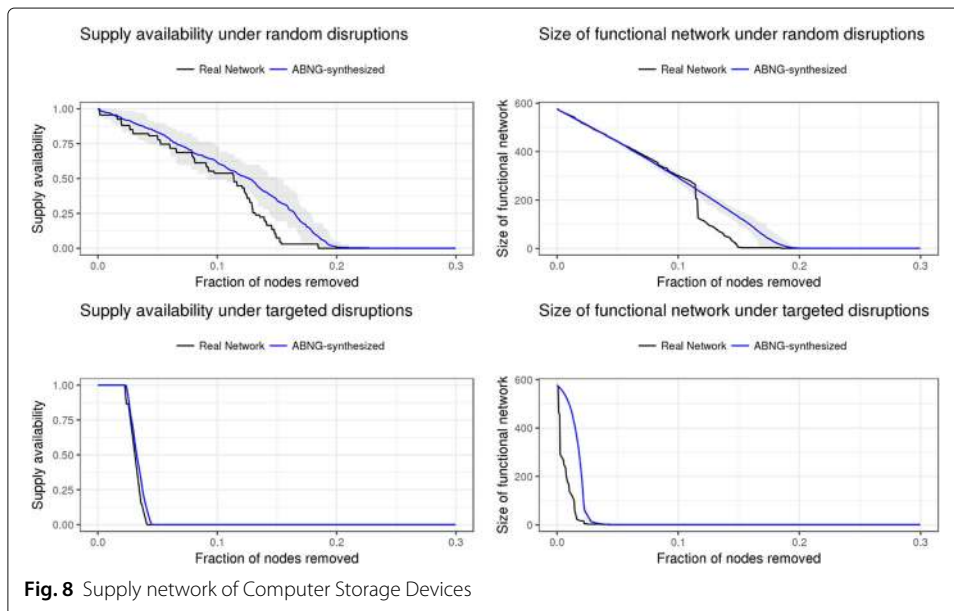 Supply availability under random disruptions
Real Network ABNG-synthesized
Supply availability
1.00
0.75
0.50
0.25
0.00
0.0 0.1 0.2 0.3
Fraction of nodes removed
Size of functional network under random disruptions
Real Network ABNG-synthesized
Size of functional network
600
400
200
0
0.0 0.1 0.2 0.3
Fraction of nodes removed
Supply availability under targeted disruptions
Real Network ABNG-synthesized
Supply availability
1.00
0.75
0.50
0.25
0.00
0.0 0.1 0.2 0.3
Fraction of nodes removed
Size of functional network under targeted disruptions
Real Network ABNG-synthesized
Size of functional network
600
400
200
0
0.0 0.1 0.2 0.3
Fraction of nodes removed
Fig. 8 Supply network of Computer Storage Devices